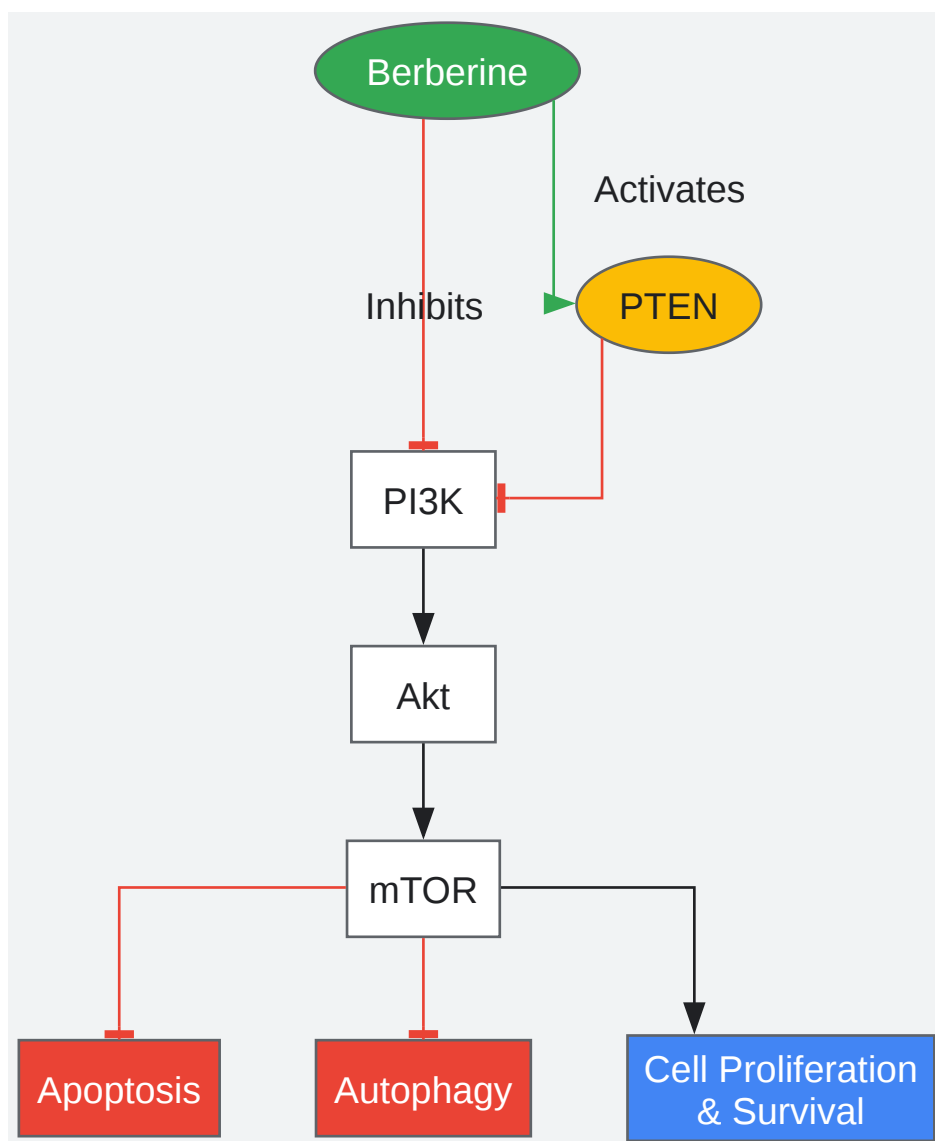 Berberine
Activates
Inhibits
PTEN
PI3K
Akt
mTOR
Apoptosis
Autophagy
Cell Proliferation
& Survival